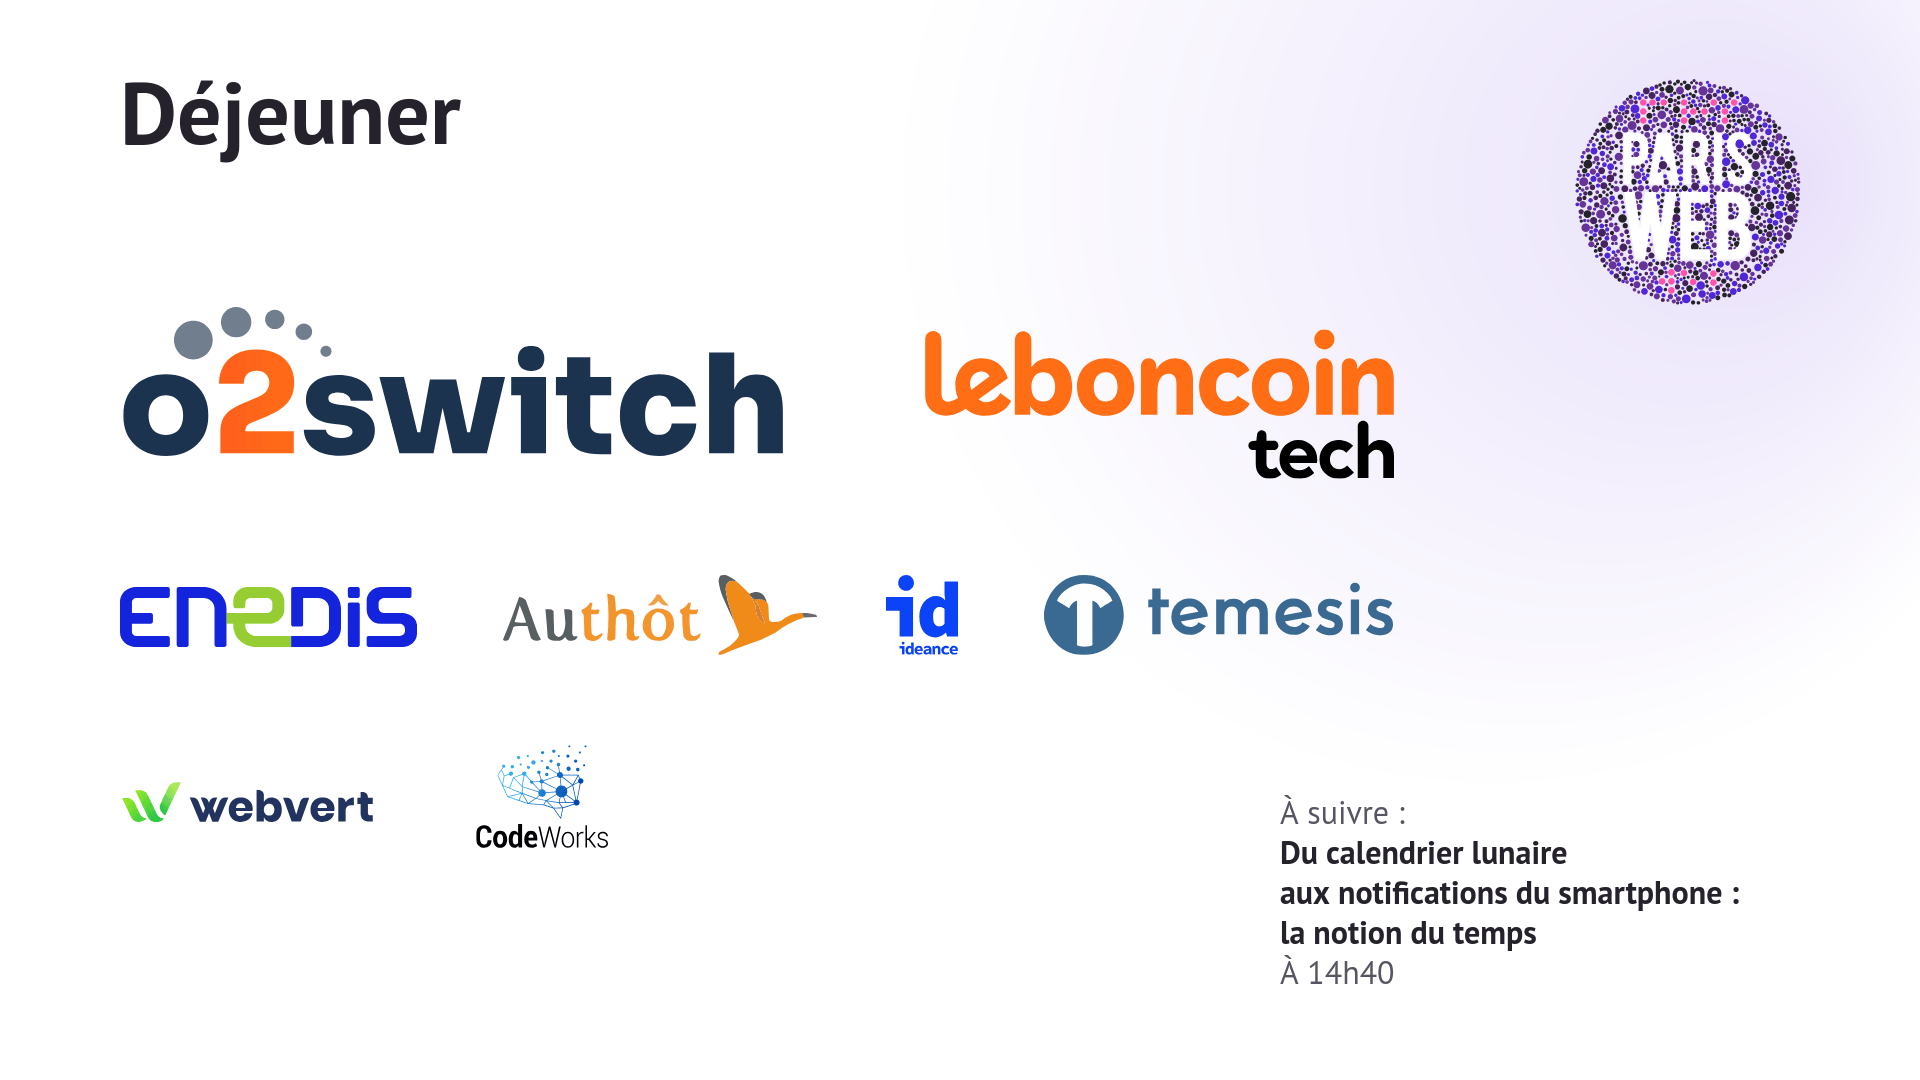 Déjeuner
PARIS
WEB
o2switch
leboncoin
tech
ENEDIS
Authôt
id
ideance
temesis
webvert
CodeWorks
À suivre :
Du calendrier lunaire
aux notifications du smartphone :
la notion du temps
À 14h40